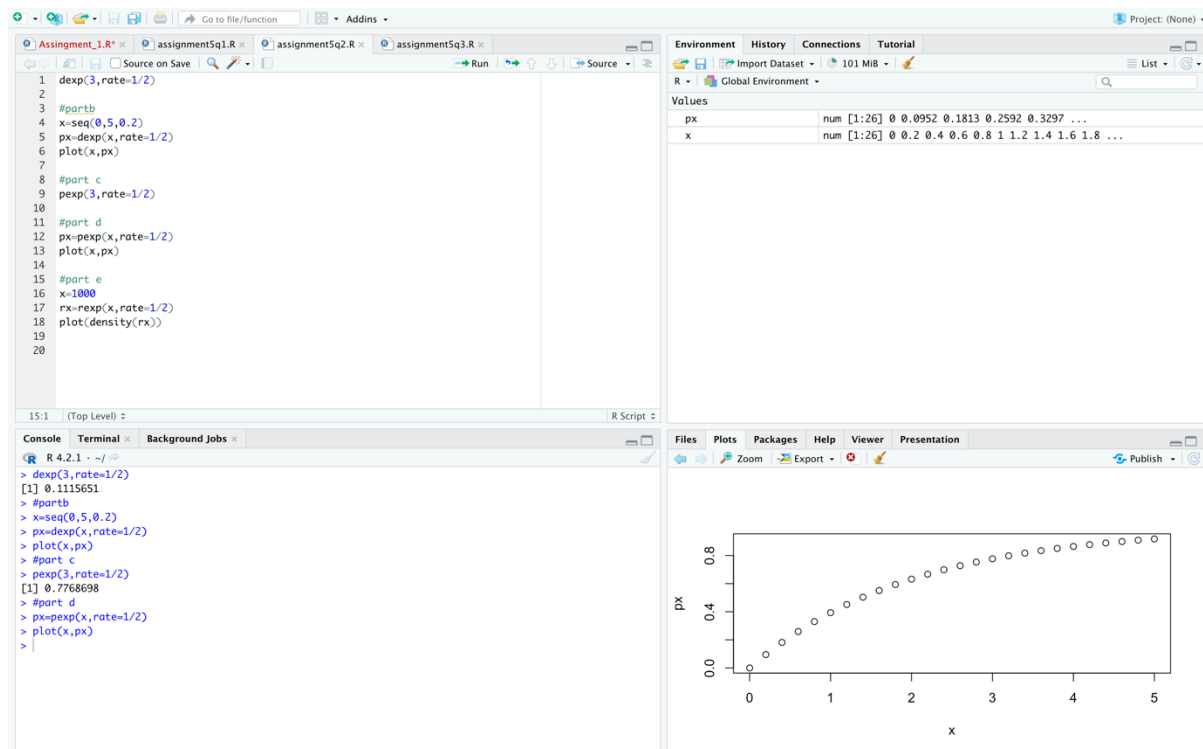 Go to file/function
Addins
Project: (None)
Assingment_1.R*
assignment5q1.R
assignment5q2.R
assignment5q3.R
Source on Save
Run
Source
1 dexp(3,rate=1/2)
2
3 #partb
4 x=seq(0,5,0.2)
5 px=dexp(x,rate=1/2)
6 plot(x,px)
7
8 #part c
9 pexp(3,rate=1/2)
10
11 #part d
12 px=pexp(x,rate=1/2)
13 plot(x,px)
14
15 #part e
16 x=1000
17 rx=rexp(x,rate=1/2)
18 plot(density(rx))
19
20
15:1 (Top Level) R Script
Console Terminal Background Jobs
R 4.2.1 · ~/
> dexp(3,rate=1/2)
[1] 0.1115651
> #partb
> x=seq(0,5,0.2)
> px=dexp(x,rate=1/2)
> plot(x,px)
> #part c
> pexp(3,rate=1/2)
[1] 0.7768698
> #part d
> px=pexp(x,rate=1/2)
> plot(x,px)
>
Environment History Connections Tutorial
Import Dataset 101 MiB List
R Global Environment
Values
px num [1:26] 0 0.0952 0.1813 0.2592 0.3297 ...
x num [1:26] 0 0.2 0.4 0.6 0.8 1 1.2 1.4 1.6 1.8 ...
Files Plots Packages Help Viewer Presentation
Zoom Export Publish
px
0.8
0.4
0.0
0 1 2 3 4 5
x